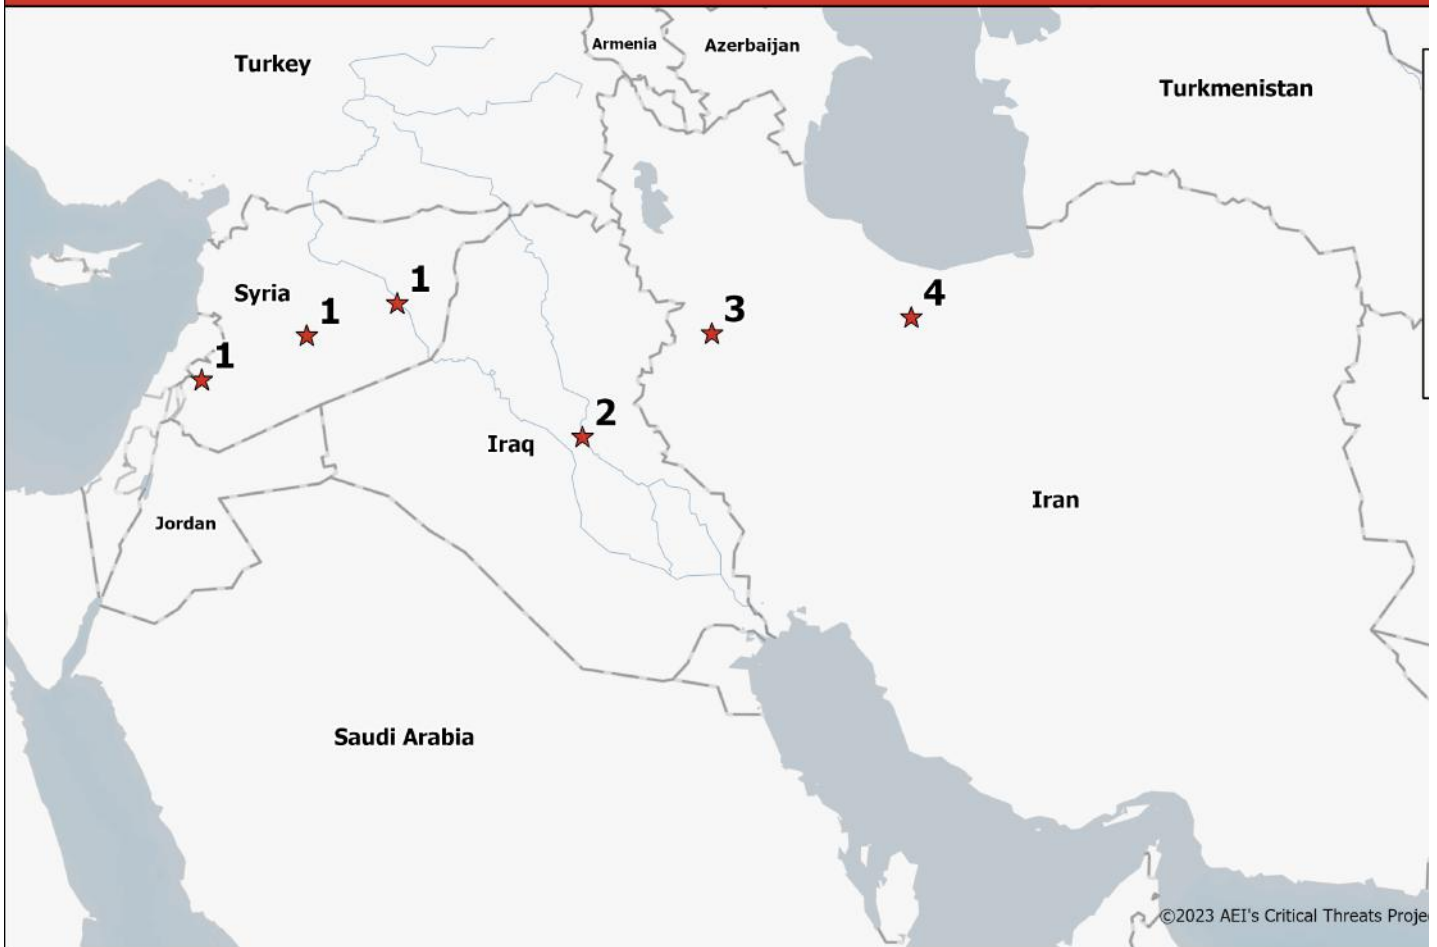 Armenia
Azerbaijan
Turkey
Turkmenistan
1
Syria
4
1
3
1
2
Iraq
Iran
Jordan
Saudi Arabia
©2023 AEI's Critical Threats Proje